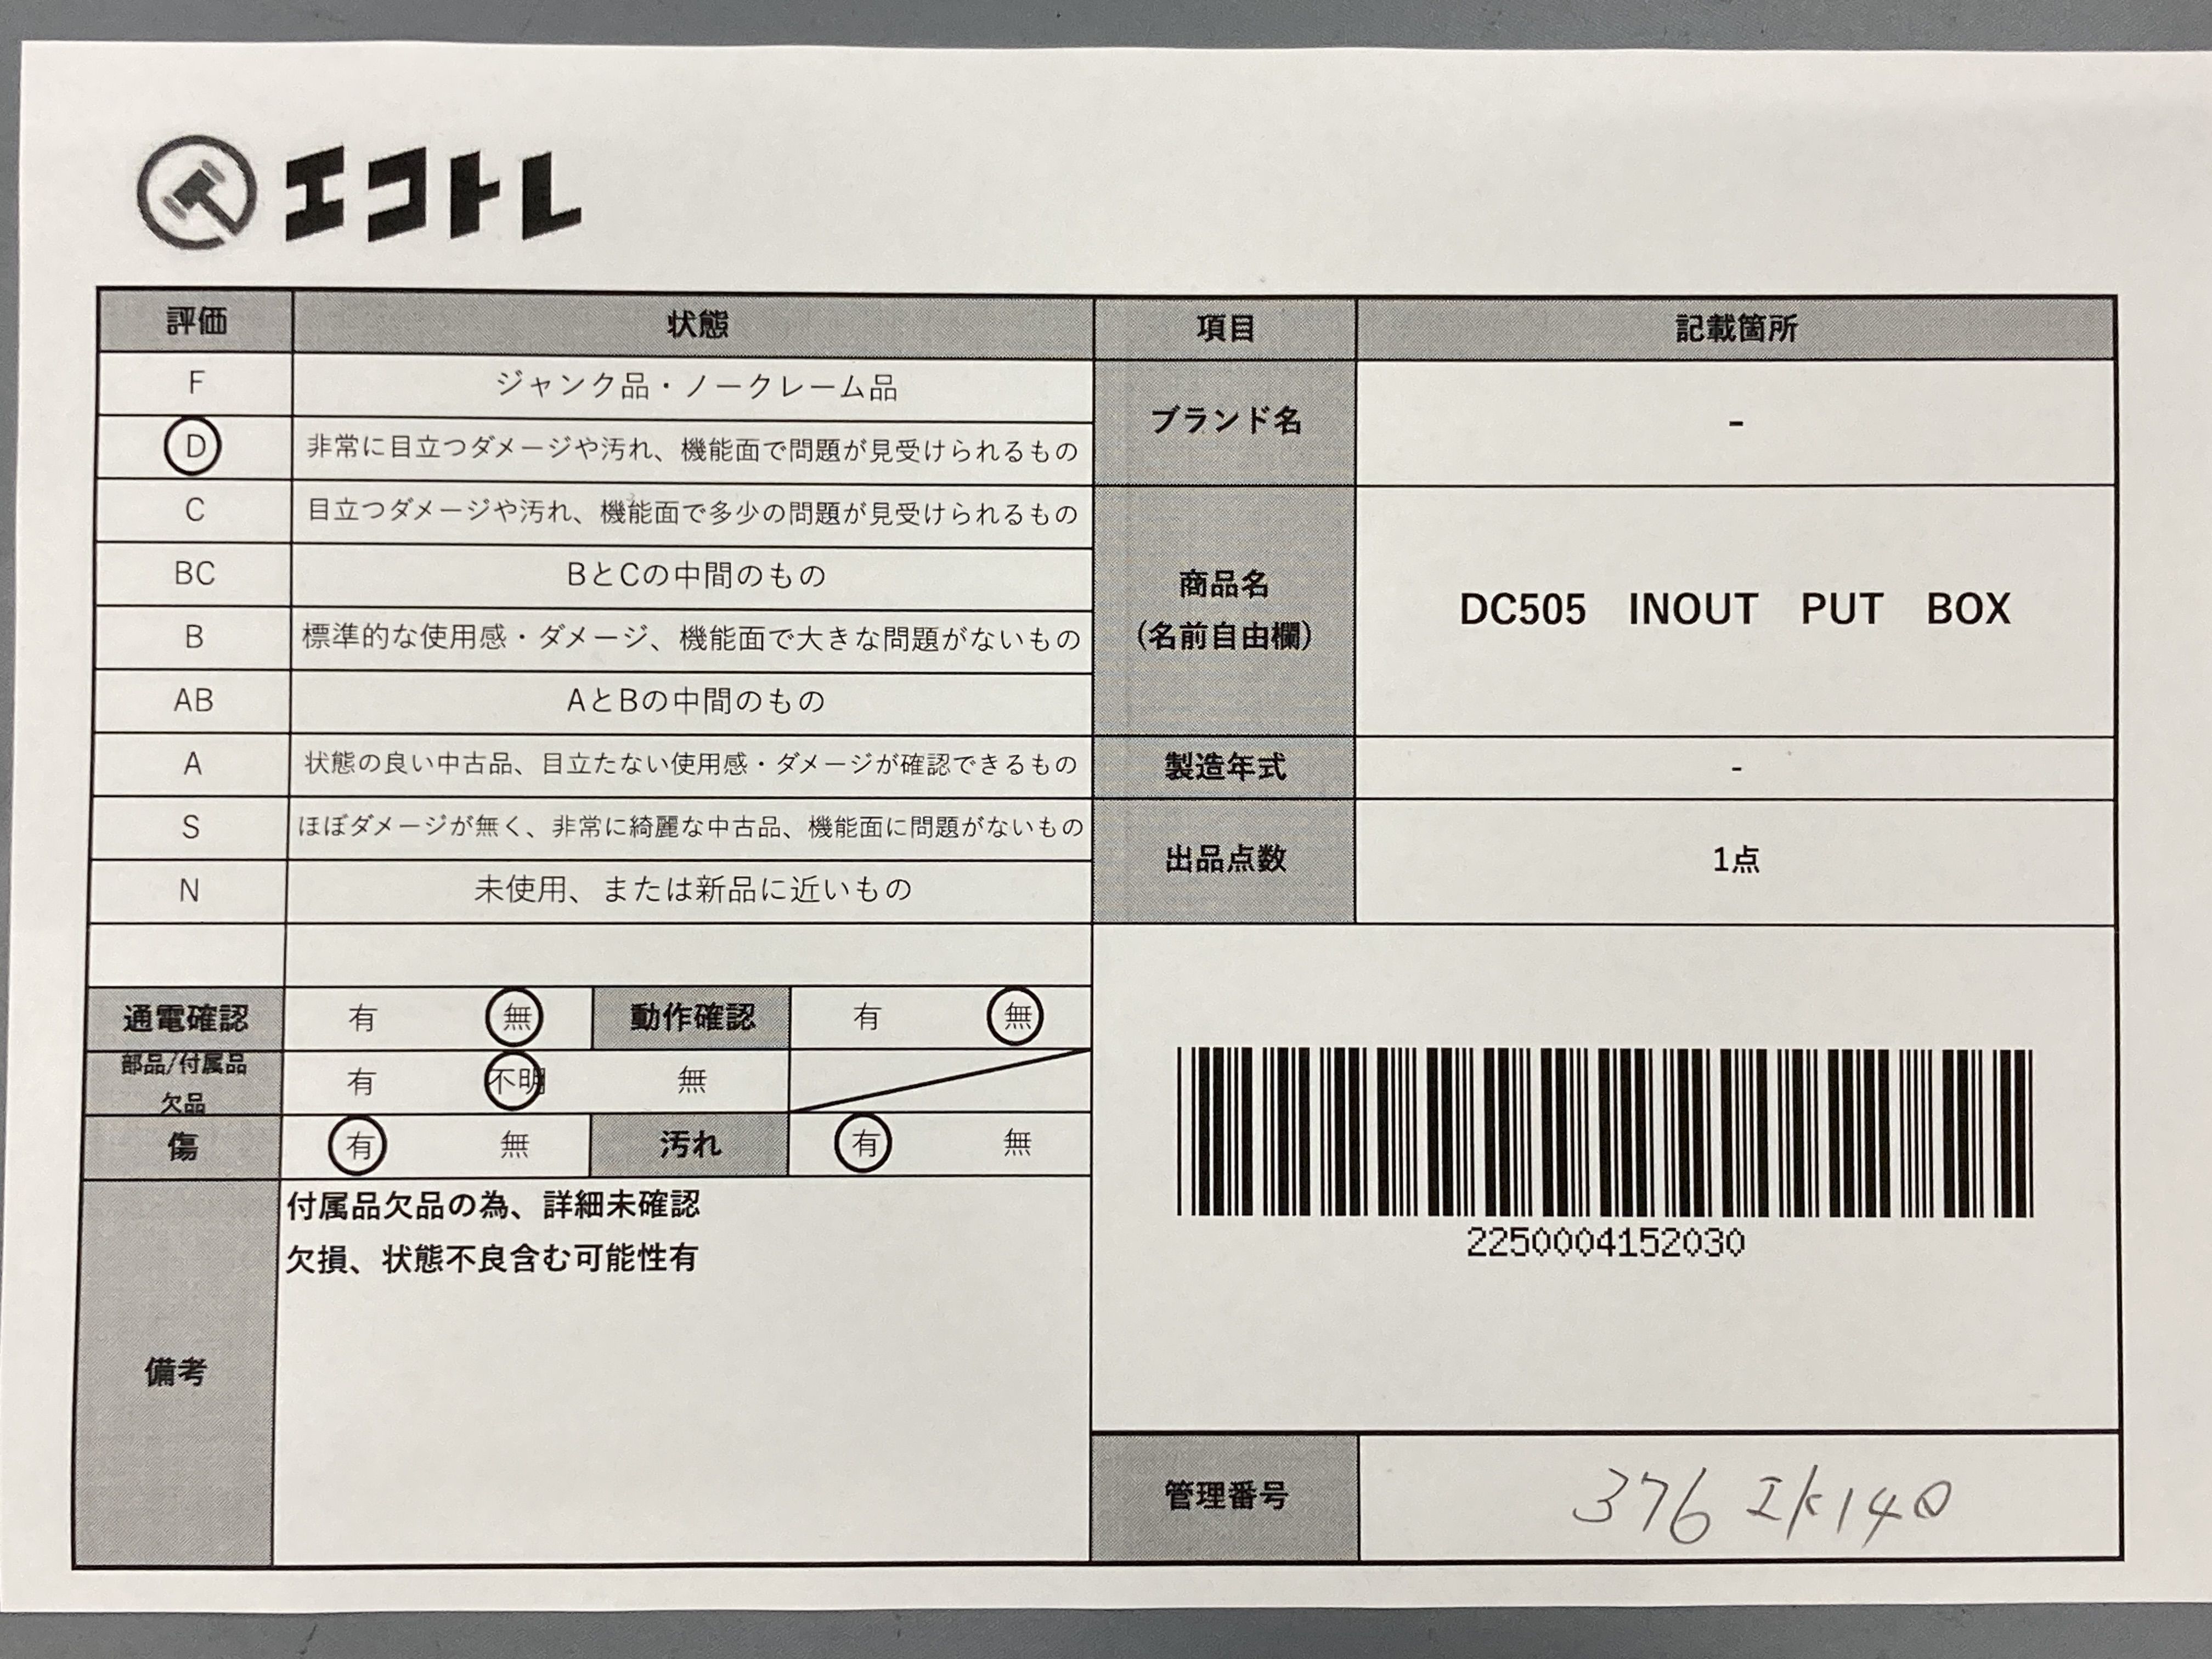 エコトレ
評価 状態 項目 記載箇所
F ジャンク品・ノークレーム品
D 非常に目立つダメージや汚れ、機能面で問題が見受けられるもの
ブランド名 -
C 目立つダメージや汚れ、機能面で多少の問題が見受けられるもの
BC BとCの中間のもの
B 標準的な使用感・ダメージ、機能面で大きな問題がないもの
商品名
(名前自由欄)
DC505 INOUT PUT BOX
AB AとBの中間のもの
A 状態の良い中古品、目立たない使用感・ダメージが確認できるもの
製造年式 -
S ほぼダメージが無く、非常に綺麗な中古品、機能面に問題がないもの
出品点数 1点
N 未使用、または新品に近いもの
通電確認 有 無 動作確認 有 無
部品/付属品
欠品
有 不明 無
傷 有 無 汚れ 有 無
備考
付属品欠品の為、詳細未確認
欠損、状態不良含む可能性有
2250004152030
管理番号 376 IK140